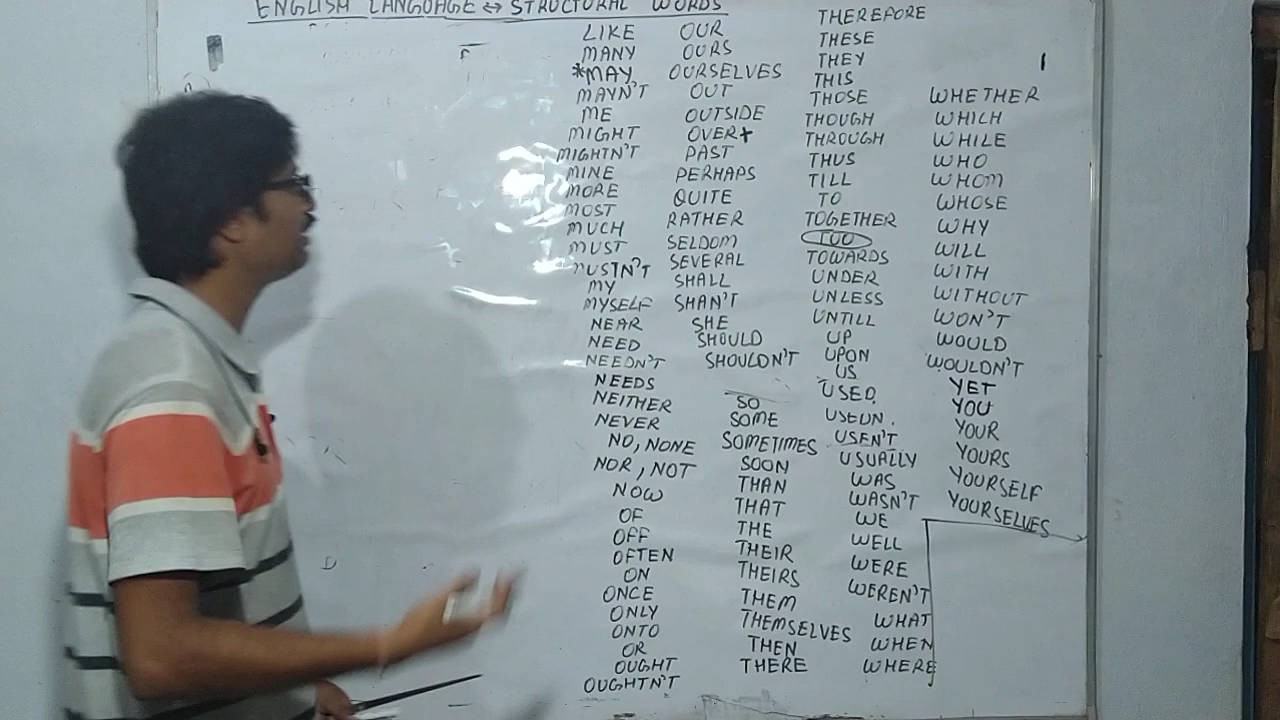 ENGLISH LANGUAGE ↔ STRUCTURAL WORDS
LIKE
MANY
*MAY
MAYN'T
ME
MIGHT
MIGHTN'T
MINE
MORE
MOST
MUCH
MUST
MUSTN'T
MY
MYSELF
NEAR
NEED
NEEDN'T
NEEDS
NEITHER
NEVER
NO, NONE
NOR, NOT
NOW
OF
OFF
OFTEN
ON
ONCE
ONLY
ONTO
OR
OUGHT
OUGHTN'T
OUR
OURS
OURSELVES
OUT
OUTSIDE
OVER+
PAST
PERHAPS
QUITE
RATHER
SELDOM
SEVERAL
SHALL
SHAN'T
SHE
SHOULD
SHOULDN'T
SO
SOME
SOMETIMES
SOON
THAN
THAT
THE
THEIR
THEIRS
THEM
THEMSELVES
THEN
THERE
THEREFORE
THESE
THEY
THIS
THOSE
THOUGH
THROUGH
THUS
TILL
TO
TOGETHER
TOO
TOWARDS
UNDER
UNLESS
UNTILL
UP
UPON
US
USED
USEN'T
USUALLY
WAS
WASN'T
WE
WELL
WERE
WEREN'T
WHAT
WHEN
WHERE
WHETHER
WHICH
WHILE
WHO
WHOM
WHOSE
WHY
WILL
WITH
WITHOUT
WON'T
WOULD
WOULDN'T
YET
YOU
YOUR
YOURS
YOURSELF
YOURSELVES